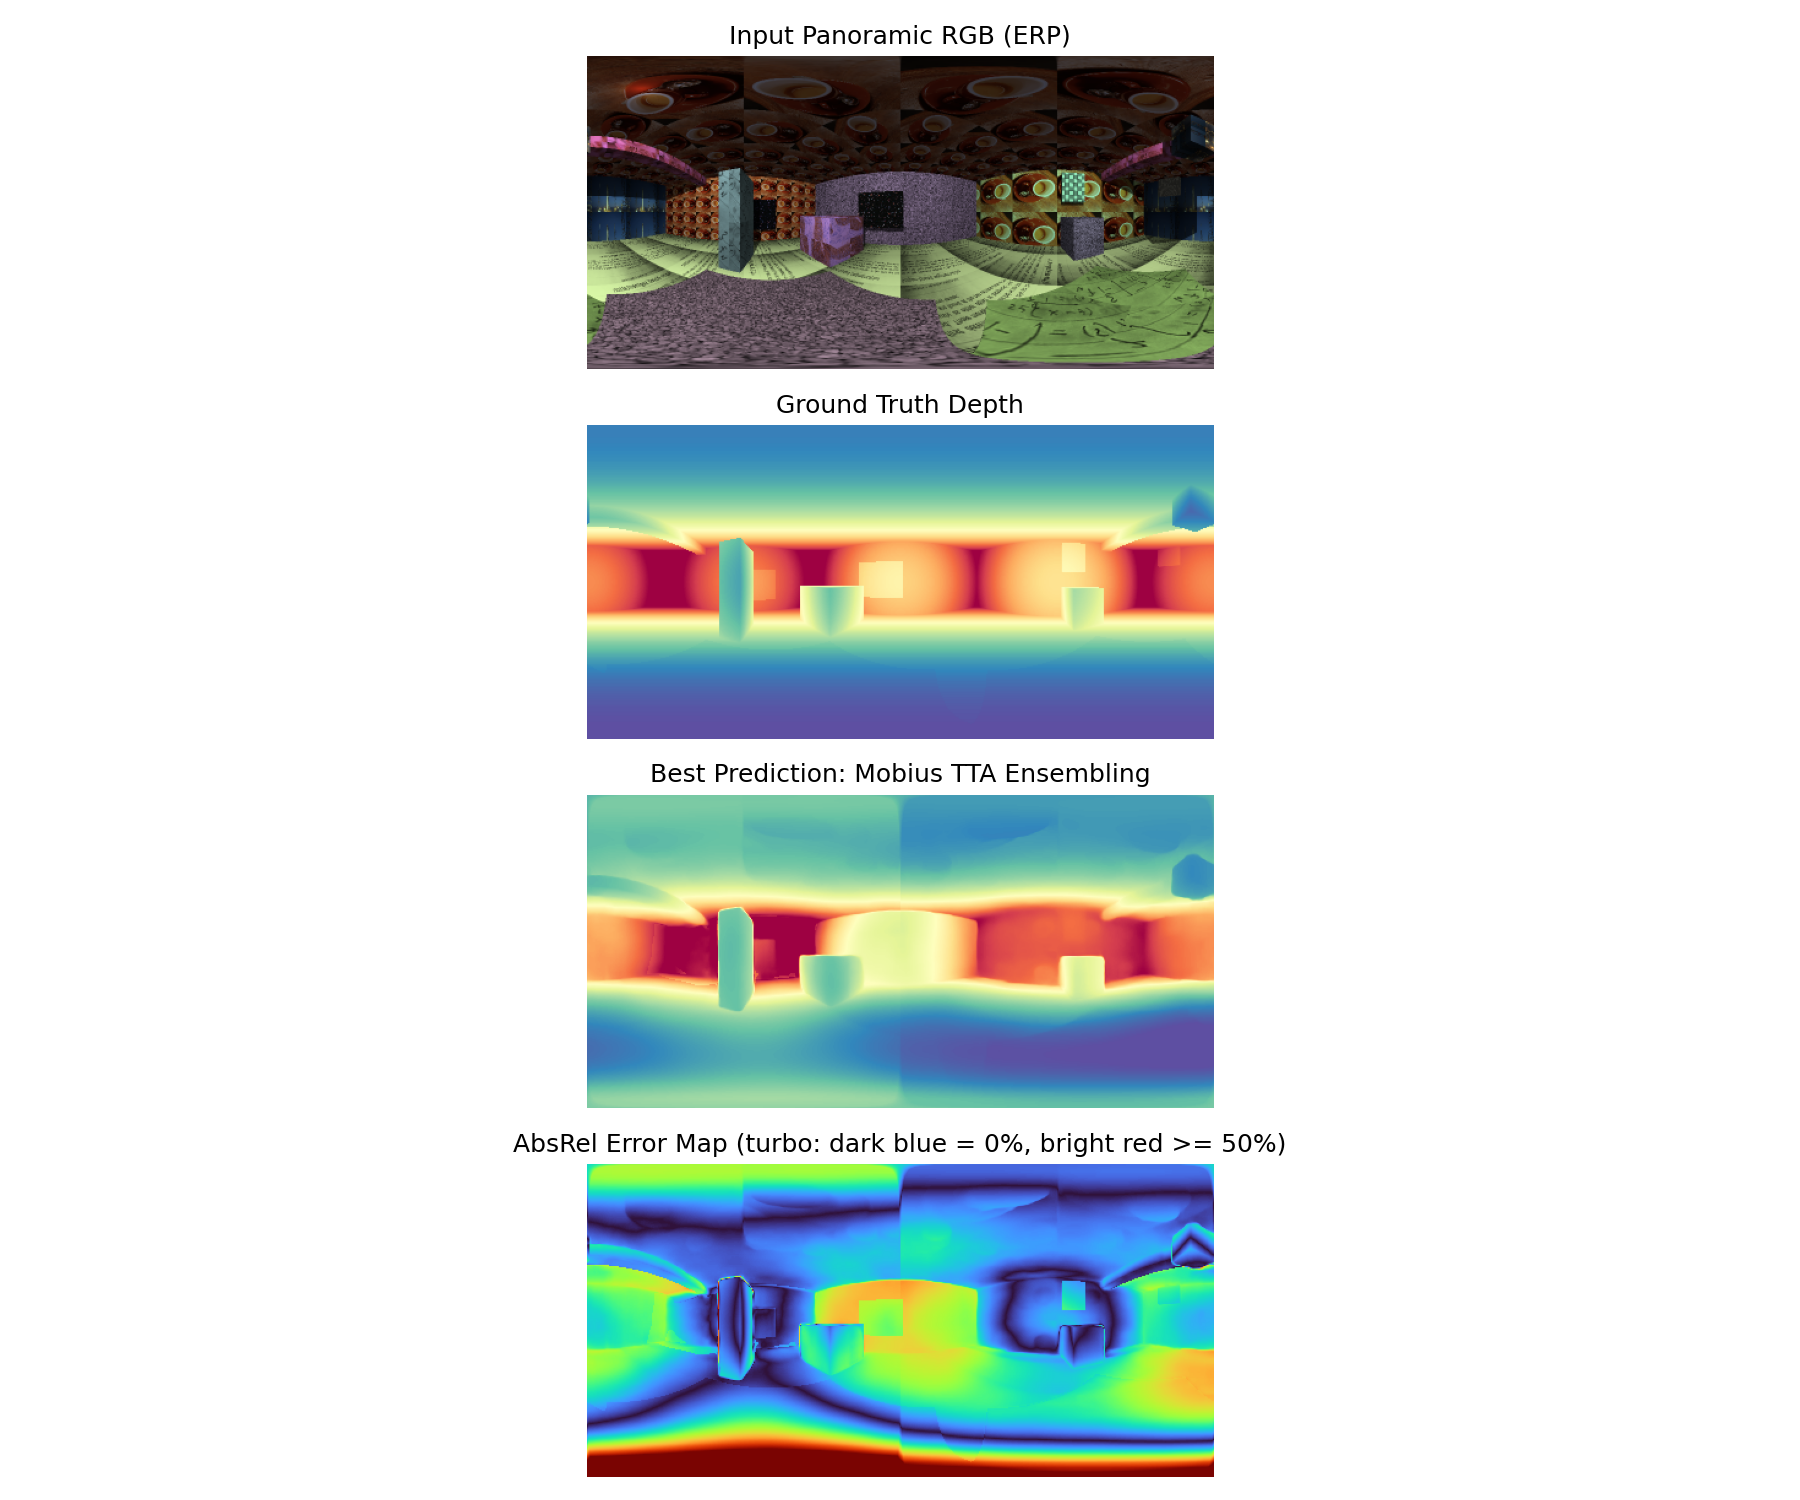 Input Panoramic RGB (ERP)
Ground Truth Depth
Best Prediction: Mobius TTA Ensembling
AbsRel Error Map (turbo: dark blue = 0%, bright red >= 50%)